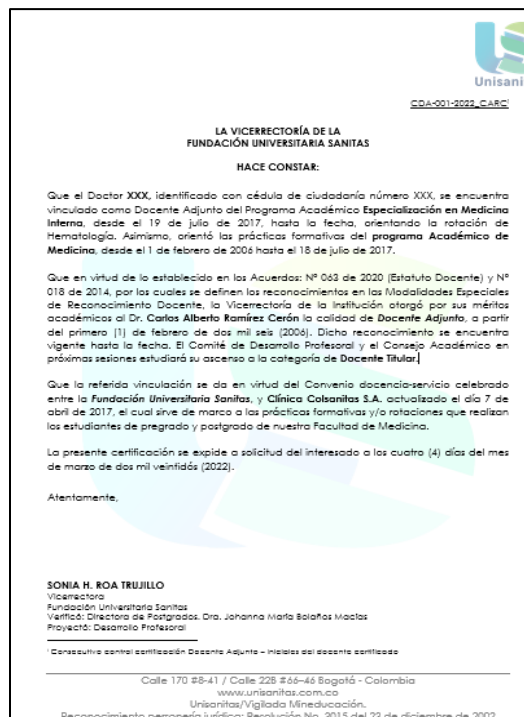 Unisani
CDA-001-2022_CARC¹
LA VICERRECTORÍA DE LA
FUNDACIÓN UNIVERSITARIA SANITAS
HACE CONSTAR:
Que el Doctor XXX, identificado con cédula de ciudadanía número XXX, se encuentra
vinculado como Docente Adjunto del Programa Académico Especialización en Medicina
Interna, desde el 19 de julio de 2017, hasta la fecha, orientando la rotación de
Hematología. Asimismo, orientó las prácticas formativas del programa Académico de
Medicina, desde el 1 de febrero de 2006 hasta el 18 de julio de 2017.
Que en virtud de lo establecido en los Acuerdos: N° 063 de 2020 (Estatuto Docente) y N°
018 de 2014, por los cuales se definen los reconocimientos en las Modalidades Especiales
de Reconocimiento Docente, la Vicerrectoría de la Institución otorgó por sus méritos
académicos al Dr. Carlos Alberto Ramírez Cerón la calidad de Docente Adjunto, a partir
del primero (1) de febrero de dos mil seis (2006). Dicho reconocimiento se encuentra
vigente hasta la fecha. El Comité de Desarrollo Profesoral y el Consejo Académico en
próximas sesiones estudiará su ascenso a la categoría de Docente Titular.
Que la referida vinculación se da en virtud del Convenio docencia-servicio celebrado
entre la Fundación Universitaria Sanitas, y Clínica Colsanitas S.A. actualizado el día 7 de
abril de 2017, el cual sirve de marco a las prácticas formativas y/o rotaciones que realizan
los estudiantes de pregrado y postgrado de nuestra Facultad de Medicina.
La presente certificación se expide a solicitud del interesado a los cuatro (4) días del mes
de marzo de dos mil veintidós (2022).
Atentamente,
SONIA H. ROA TRUJILLO
Vicerrectora
Fundación Universitaria Sanitas
Verificó: Directora de Postgrados. Dra. Johanna María Bolaños Macías
Proyectó: Desarrollo Profesoral
¹ Consecutivo control certificación Docente Adjunto – Iniciales del docente certificado
Calle 170 #8-41 / Calle 22B #66-46 Bogotá - Colombia
www.unisanitas.com.co
Unisanitas/Vigilada Mineducación.
Reconocimiento personería jurídica: Resolución No. 3015 del 23 de diciembre de 2002